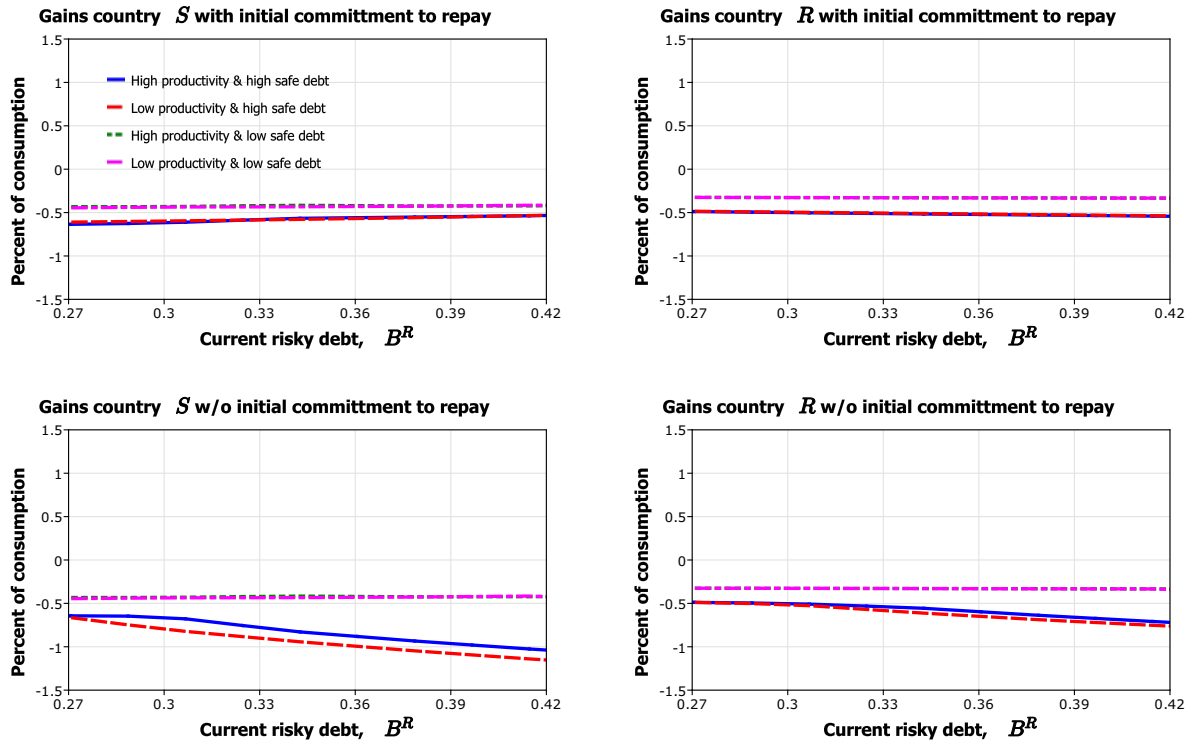 Gains country S with initial committment to repay
1.5
1
0.5
0
-0.5
-1
-1.5
Percent of consumption
High productivity & high safe debt
Low productivity & high safe debt
High productivity & low safe debt
Low productivity & low safe debt
0.27 0.3 0.33 0.36 0.39 0.42
Current risky debt, B^R
Gains country R with initial committment to repay
1.5
1
0.5
0
-0.5
-1
-1.5
Percent of consumption
0.27 0.3 0.33 0.36 0.39 0.42
Current risky debt, B^R
Gains country S w/o initial committment to repay
1.5
1
0.5
0
-0.5
-1
-1.5
Percent of consumption
0.27 0.3 0.33 0.36 0.39 0.42
Current risky debt, B^R
Gains country R w/o initial committment to repay
1.5
1
0.5
0
-0.5
-1
-1.5
Percent of consumption
0.27 0.3 0.33 0.36 0.39 0.42
Current risky debt, B^R